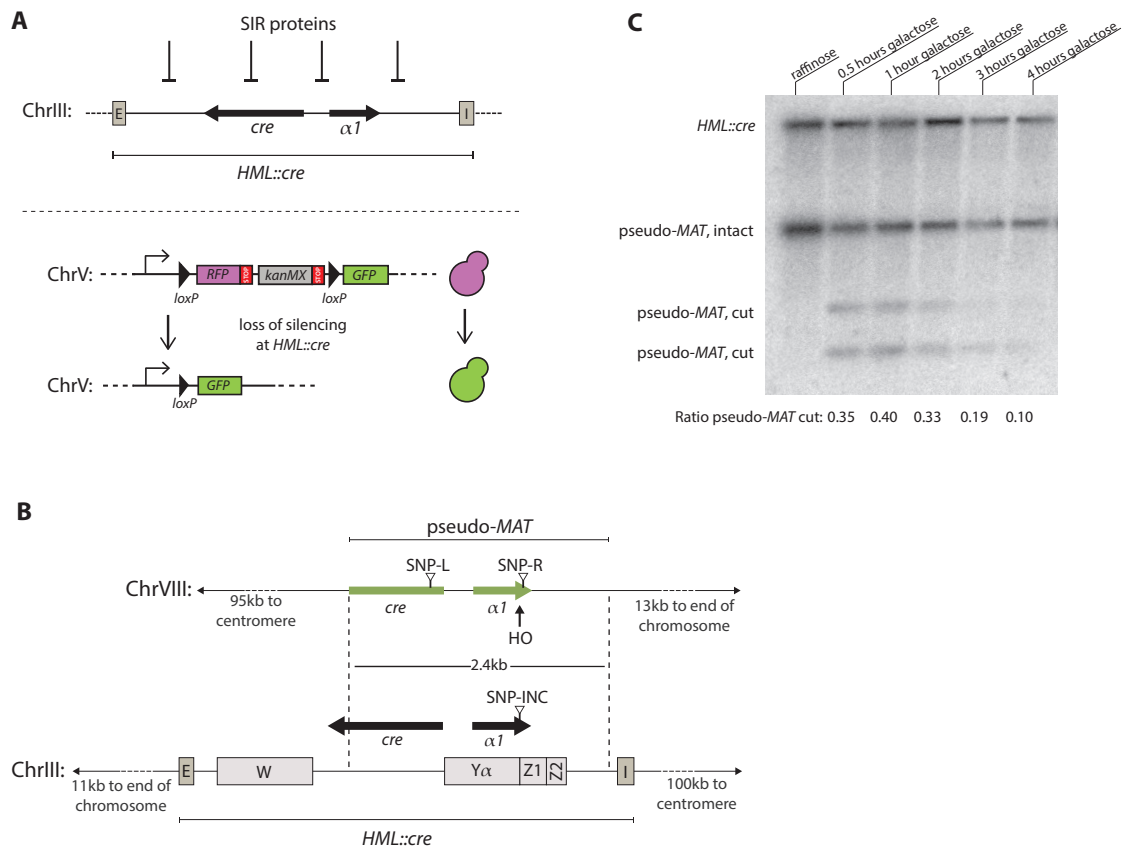 A
SIR proteins
ChrIII:
E
cre
α1
I
HML::cre
ChrV:
RFP
STOP
kanMX
STOP
GFP
loxP
loxP
loss of silencing
at HML::cre
ChrV:
GFP
loxP
C
raffinose
0.5 hours galactose
1 hour galactose
2 hours galactose
3 hours galactose
4 hours galactose
HML::cre
pseudo-MAT, intact
pseudo-MAT, cut
pseudo-MAT, cut
Ratio pseudo-MAT cut: 0.35 0.40 0.33 0.19 0.10
B
pseudo-MAT
SNP-L
SNP-R
ChrVIII:
95kb to
centromere
cre
α1
HO
13kb to end of
chromosome
2.4kb
SNP-INC
cre
α1
ChrIII:
E
W
Yα
Z1
Z2
I
11kb to end of
chromosome
100kb to
centromere
HML::cre